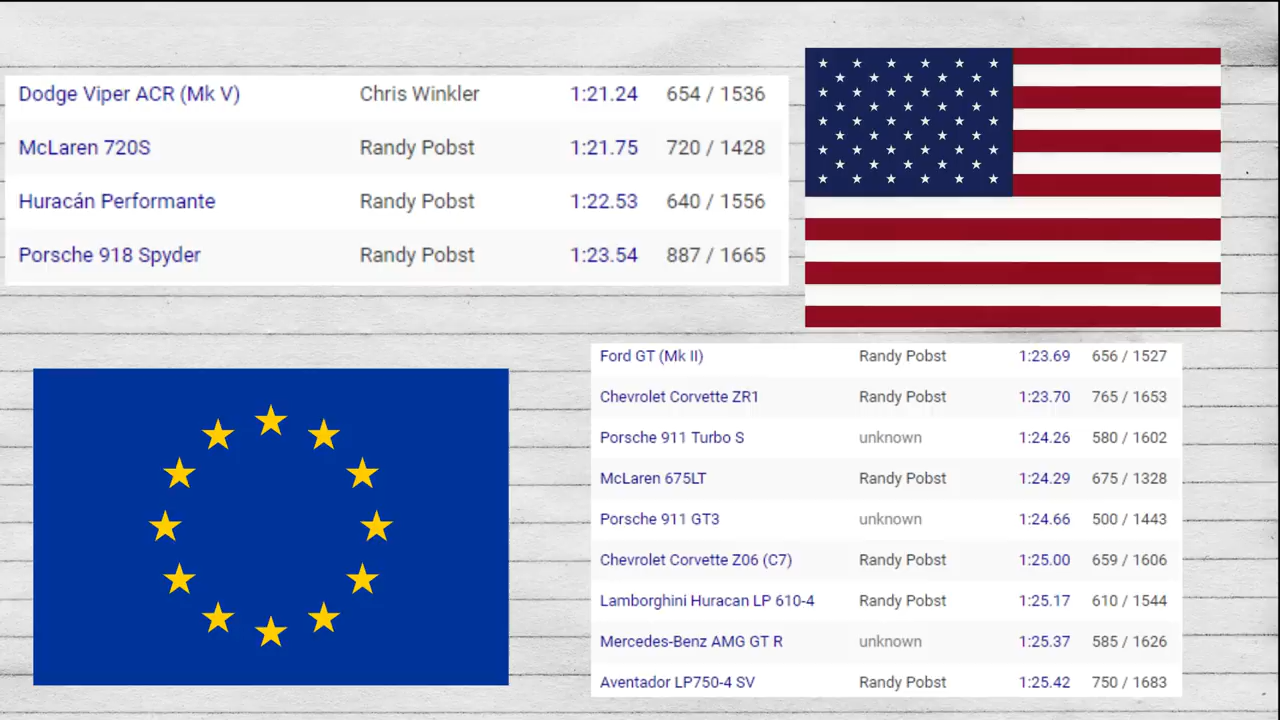 Dodge Viper ACR (Mk V) Chris Winkler 1:21.24 654 / 1536
McLaren 720S Randy Pobst 1:21.75 720 / 1428
Huracán Performante Randy Pobst 1:22.53 640 / 1556
Porsche 918 Spyder Randy Pobst 1:23.54 887 / 1665
Ford GT (Mk II) Randy Pobst 1:23.69 656 / 1527
Chevrolet Corvette ZR1 Randy Pobst 1:23.70 765 / 1653
Porsche 911 Turbo S unknown 1:24.26 580 / 1602
McLaren 675LT Randy Pobst 1:24.29 675 / 1328
Porsche 911 GT3 unknown 1:24.66 500 / 1443
Chevrolet Corvette Z06 (C7) Randy Pobst 1:25.00 659 / 1606
Lamborghini Huracan LP 610-4 Randy Pobst 1:25.17 610 / 1544
Mercedes-Benz AMG GT R unknown 1:25.37 585 / 1626
Aventador LP750-4 SV Randy Pobst 1:25.42 750 / 1683